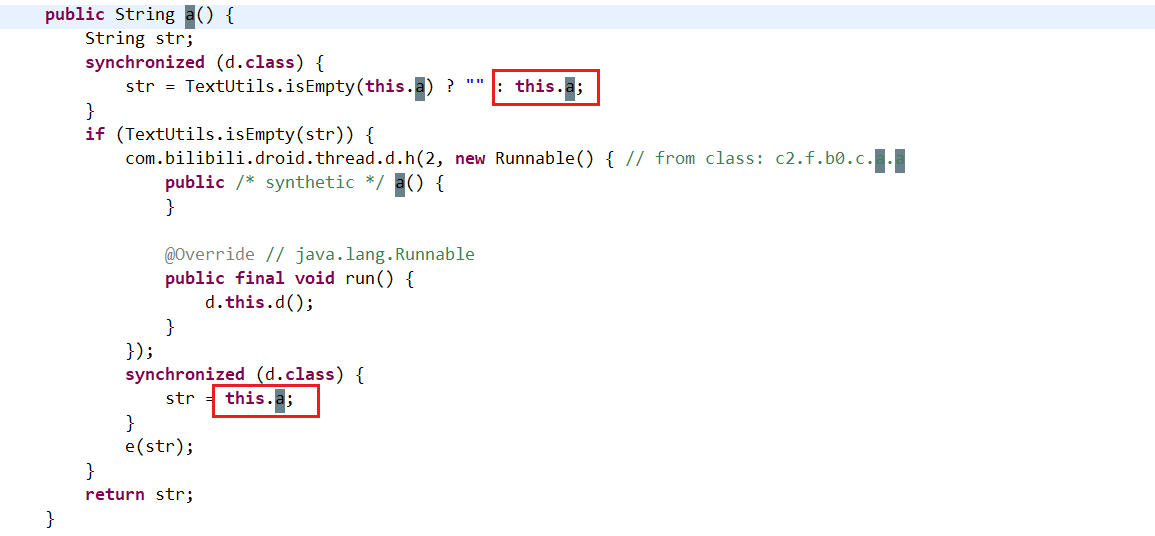 public String a() {
String str;
synchronized (d.class) {
str = TextUtils.isEmpty(this.a) ? "" : this.a;
}
if (TextUtils.isEmpty(str)) {
com.bilibili.droid.thread.d.h(2, new Runnable() { // from class: c2.f.b0.c.a.a
public /* synthetic */ a() {
}
@Override // java.lang.Runnable
public final void run() {
d.this.d();
}
});
synchronized (d.class) {
str = this.a;
}
e(str);
}
return str;
}